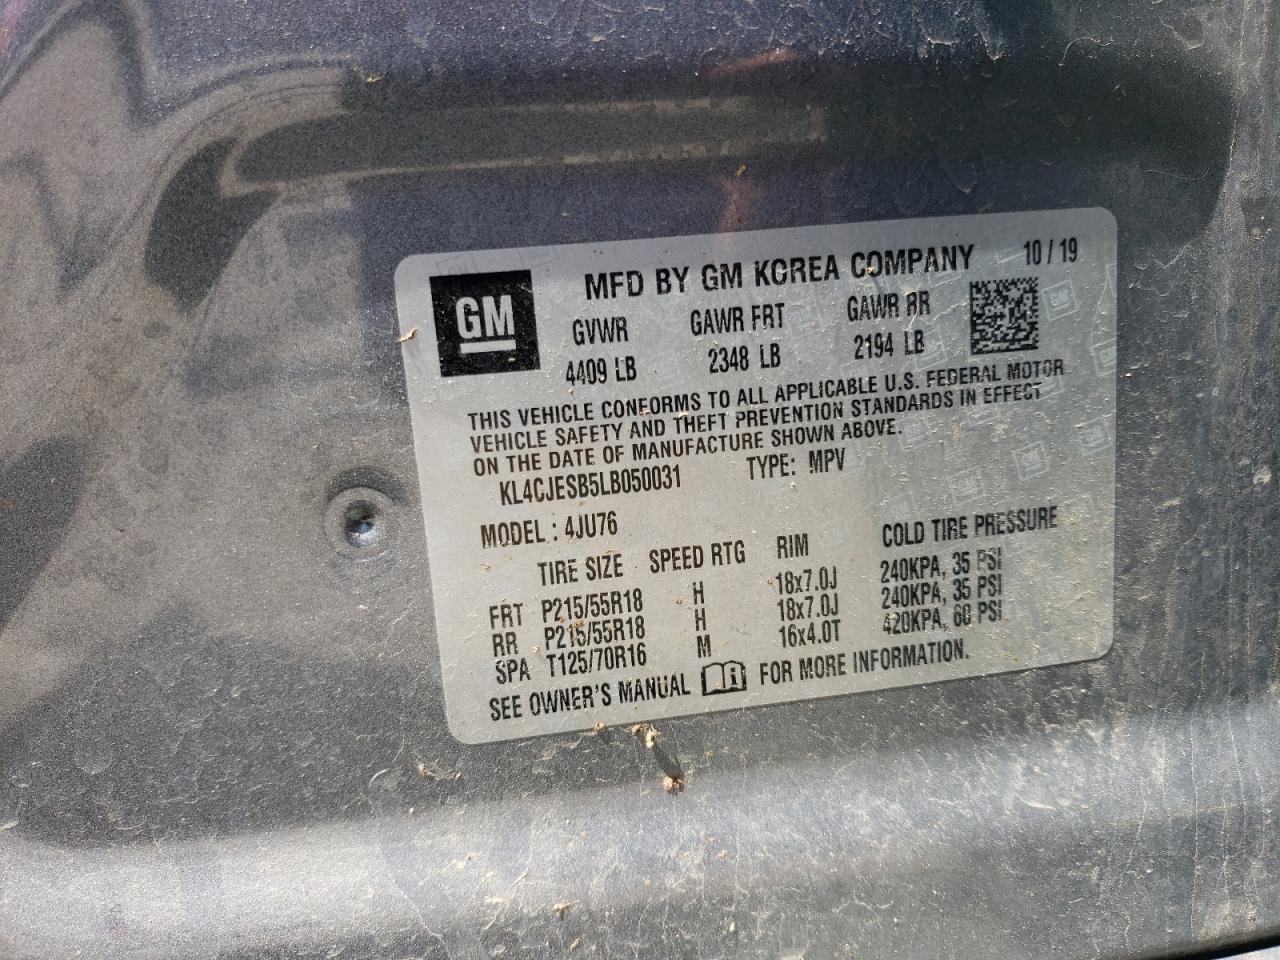 GM
MFD BY GM KOREA COMPANY 10 / 19
GVWR GAWR FRT GAWR RR
4409 LB 2348 LB 2194 LB
THIS VEHICLE CONFORMS TO ALL APPLICABLE U.S. FEDERAL MOTOR
VEHICLE SAFETY AND THEFT PREVENTION STANDARDS IN EFFECT
ON THE DATE OF MANUFACTURE SHOWN ABOVE.
KL4CJESB5LB050031 TYPE: MPV
MODEL : 4JU76
TIRE SIZE SPEED RTG RIM COLD TIRE PRESSURE
FRT P215/55R18 H 18x7.0J 240KPA, 35 PSI
RR P215/55R18 H 18x7.0J 240KPA, 35 PSI
SPA T125/70R16 M 16x4.0T 420KPA, 60 PSI
SEE OWNER'S MANUAL FOR MORE INFORMATION.